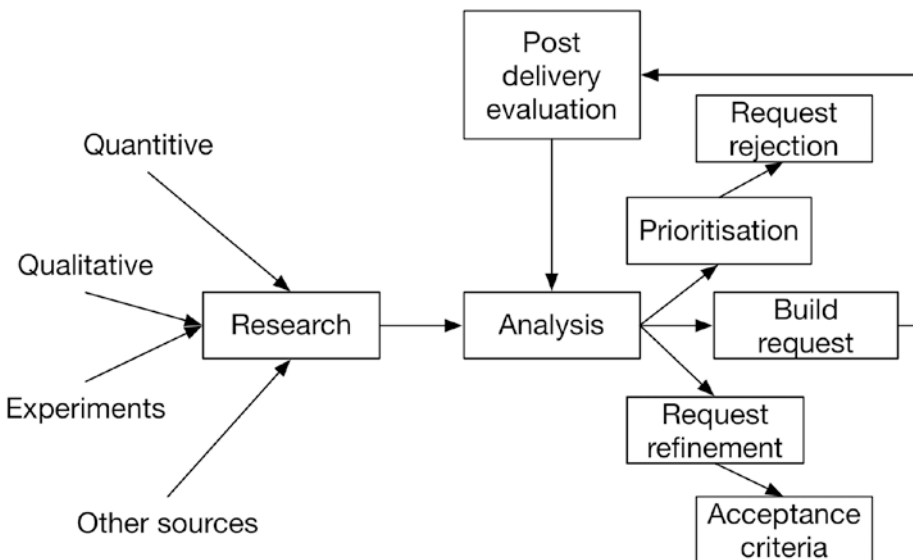 Post
delivery
evaluation
Request
rejection
Quantitive
Prioritisation
Qualitative
Research
Analysis
Build
request
Experiments
Request
refinement
Other sources
Acceptance
criteria